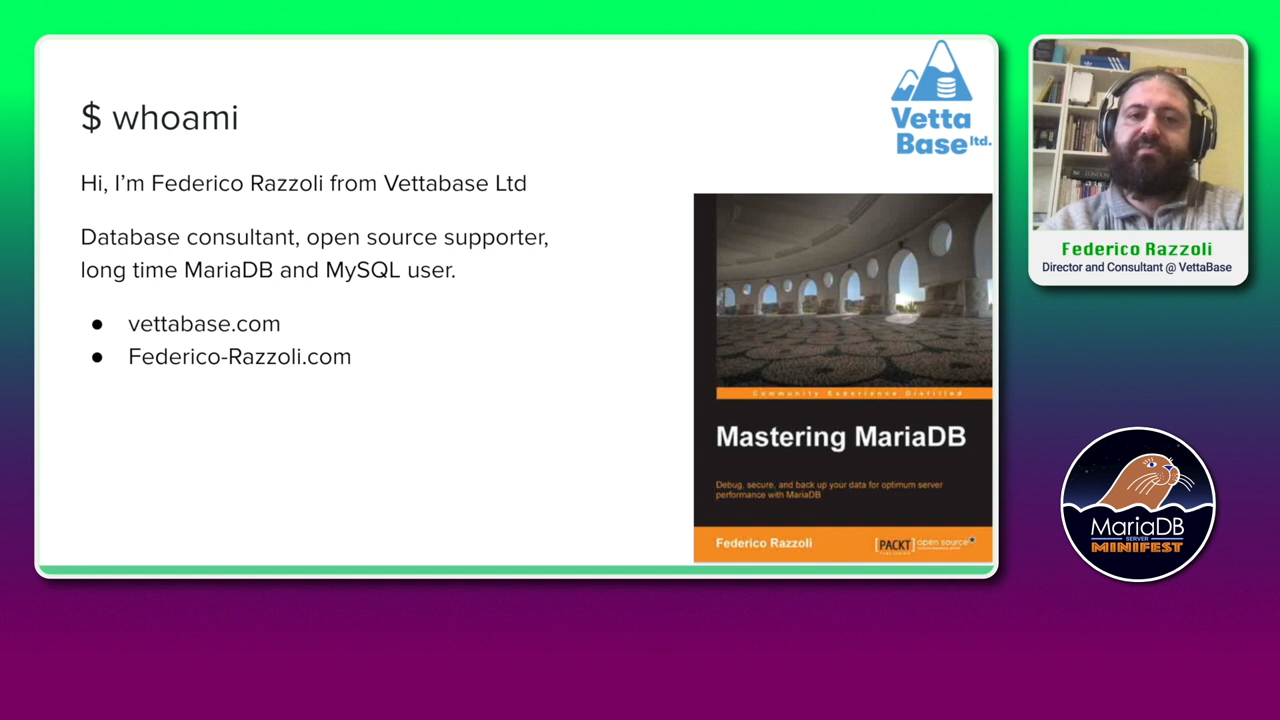 $ whoami
Hi, I'm Federico Razzoli from Vettabase Ltd
Database consultant, open source supporter,
long time MariaDB and MySQL user.
● vettabase.com
● Federico-Razzoli.com
Vetta
Base ltd.
Community Experience Distilled
Mastering MariaDB
Debug, secure, and back up your data for optimum server
performance with MariaDB
Federico Razzoli
[PACKT] open source*
PUBLISHING
LONDON
Federico Razzoli
Director and Consultant @ VettaBase
MariaDB
SERVER
MINIFEST